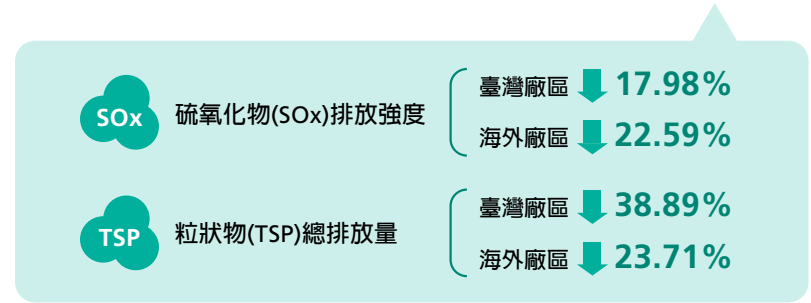 SOx
硫氧化物(SOx)排放強度
臺灣廠區 17.98%
海外廠區 22.59%
TSP
粒狀物(TSP)總排放量
臺灣廠區 38.89%
海外廠區 23.71%